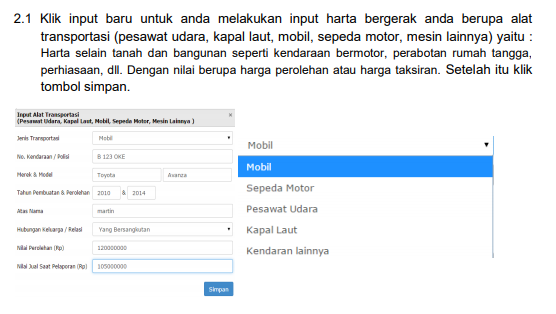 2.1 Klik input baru untuk anda melakukan input harta bergerak anda berupa alat
transportasi (pesawat udara, kapal laut, mobil, sepeda motor, mesin lainnya) yaitu :
Harta selain tanah dan bangunan seperti kendaraan bermotor, perabotan rumah tangga,
perhiasaan, dll. Dengan nilai berupa harga perolehan atau harga taksiran. Setelah itu klik
tombol simpan.
Input Alat Transportasi
(Pesawat Udara, Kapal Laut, Mobil, Sepeda Motor, Mesin Lainnya )
Jenis Transportasi Mobil
No. Kendaraan / Polisi B 123 OKE
Merek & Model Toyota Avanza
Tahun Pembuatan & Perolehan 2010 & 2014
Atas Nama martin
Hubungan Keluarga / Relasi Yang Bersangkutan
Nilai Perolehan (Rp) 120000000
Nilai Jual Saat Pelaporan (Rp) 105000000
Simpan
Mobil
Mobil
Sepeda Motor
Pesawat Udara
Kapal Laut
Kendaran lainnya